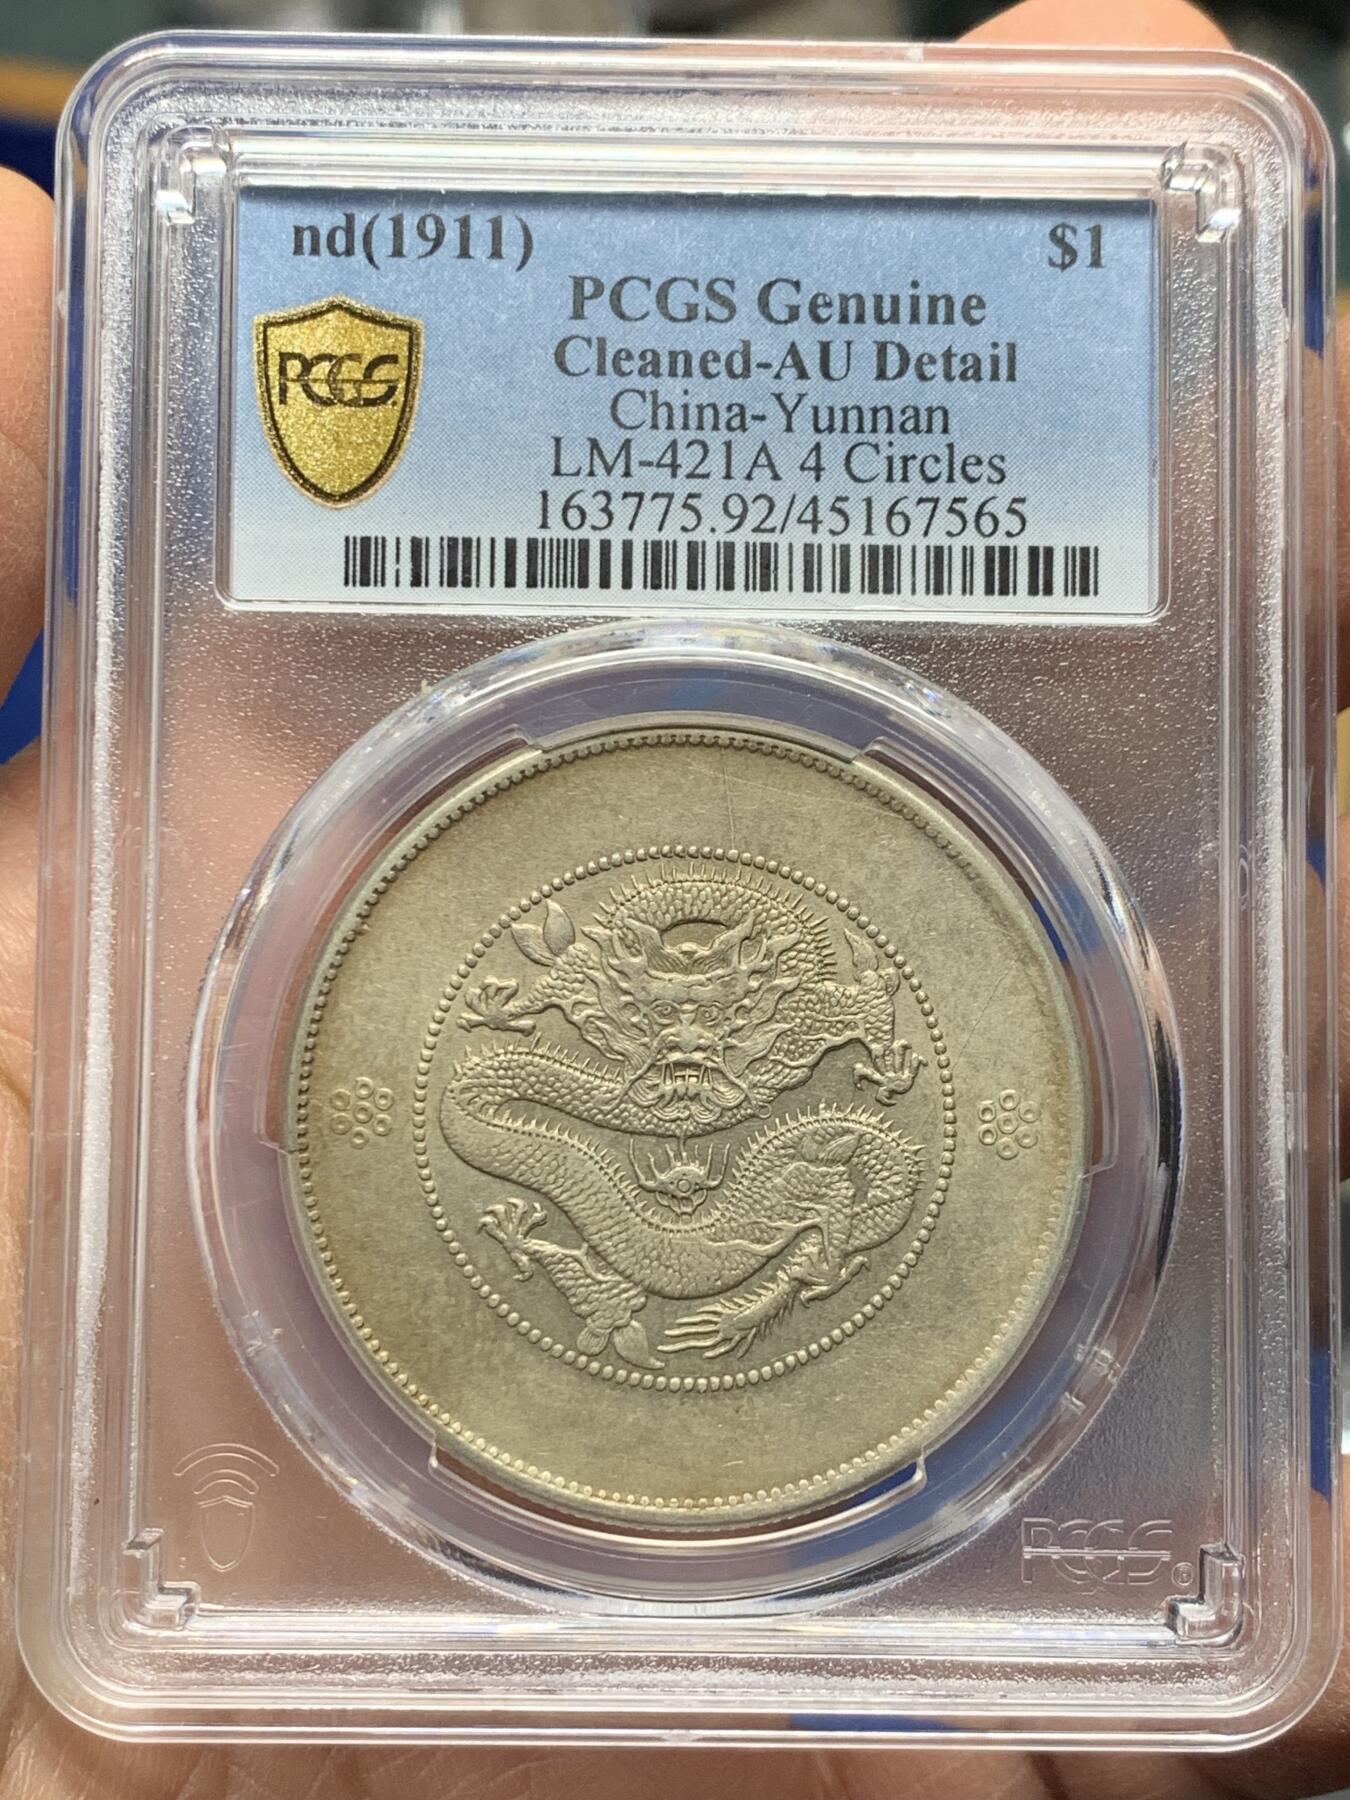 nd(1911) $1
PCGS Genuine
Cleaned-AU Detail
PCGS
China-Yunnan
LM-421A 4 Circles
163775.92/45167565
PCGS